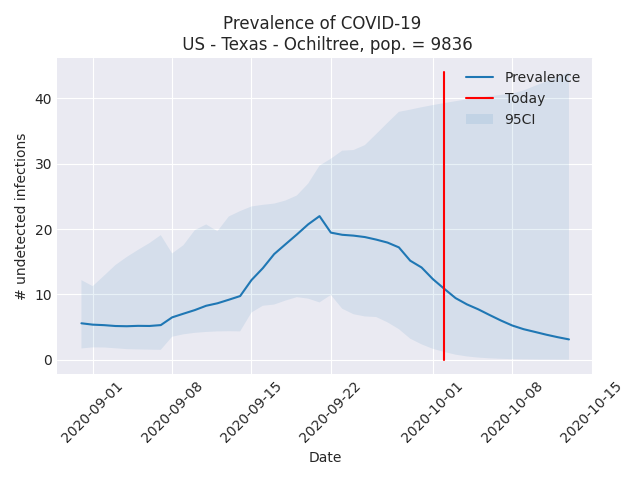 Prevalence of COVID-19
US - Texas - Ochiltree, pop. = 9836
Prevalence
Today
95CI
# undetected infections
40
30
20
10
0
2020-09-01
2020-09-08
2020-09-15
2020-09-22
2020-10-01
2020-10-08
2020-10-15
Date